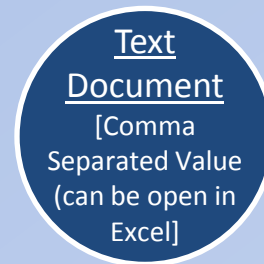 Text
Document
[Comma
Separated Value
(can be open in
Excel]